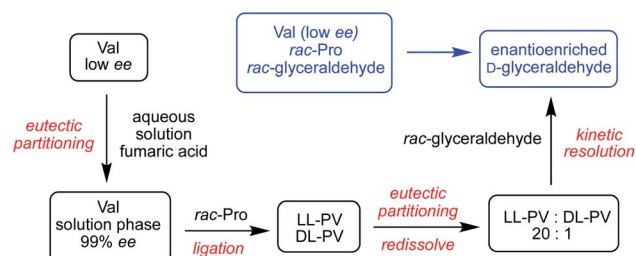 Val
low ee
Val (low ee)
rac-Pro
rac-glyceraldehyde
enantioenriched
D-glyceraldehyde
eutectic
partitioning
aqueous
solution
fumaric acid
rac-glyceraldehyde
kinetic
resolution
Val
solution phase
99% ee
rac-Pro
ligation
LL-PV
DL-PV
eutectic
partitioning
redissolve
LL-PV : DL-PV
20 : 1